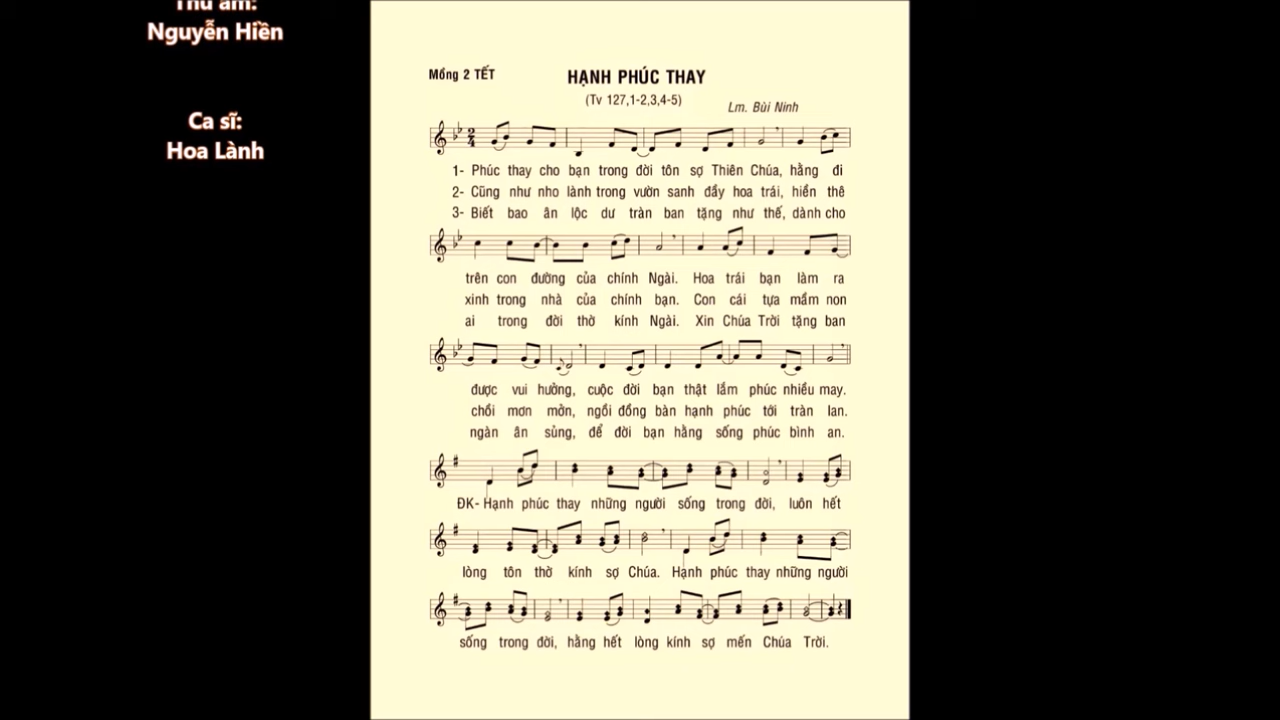 Thu âm:
Nguyễn Hiền
Ca sĩ:
Hoa Lành
Mồng 2 TẾT
HẠNH PHÚC THAY
(Tv 127,1-2,3,4-5)
Lm. Bùi Ninh
1- Phúc thay cho bạn trong đời tôn sợ Thiên Chúa, hằng đi
2- Cũng như nho lành trong vườn sanh đầy hoa trái, hiền thê
3- Biết bao ân lộc dư tràn ban tặng như thế, dành cho
trên con đường của chính Ngài. Hoa trái bạn làm ra
xinh trong nhà của chính bạn. Con cái tựa mầm non
ai trong đời thờ kính Ngài. Xin Chúa Trời tặng ban
được vui hưởng, cuộc đời bạn thật lắm phúc nhiều may.
chồi mơn mởn, ngồi đồng bàn hạnh phúc tới tràn lan.
ngàn ân sủng, để đời bạn hằng sống phúc bình an.
ĐK- Hạnh phúc thay những người sống trong đời, luôn hết
lòng tôn thờ kính sợ Chúa. Hạnh phúc thay những người
sống trong đời, hằng hết lòng kính sợ mến Chúa Trời.